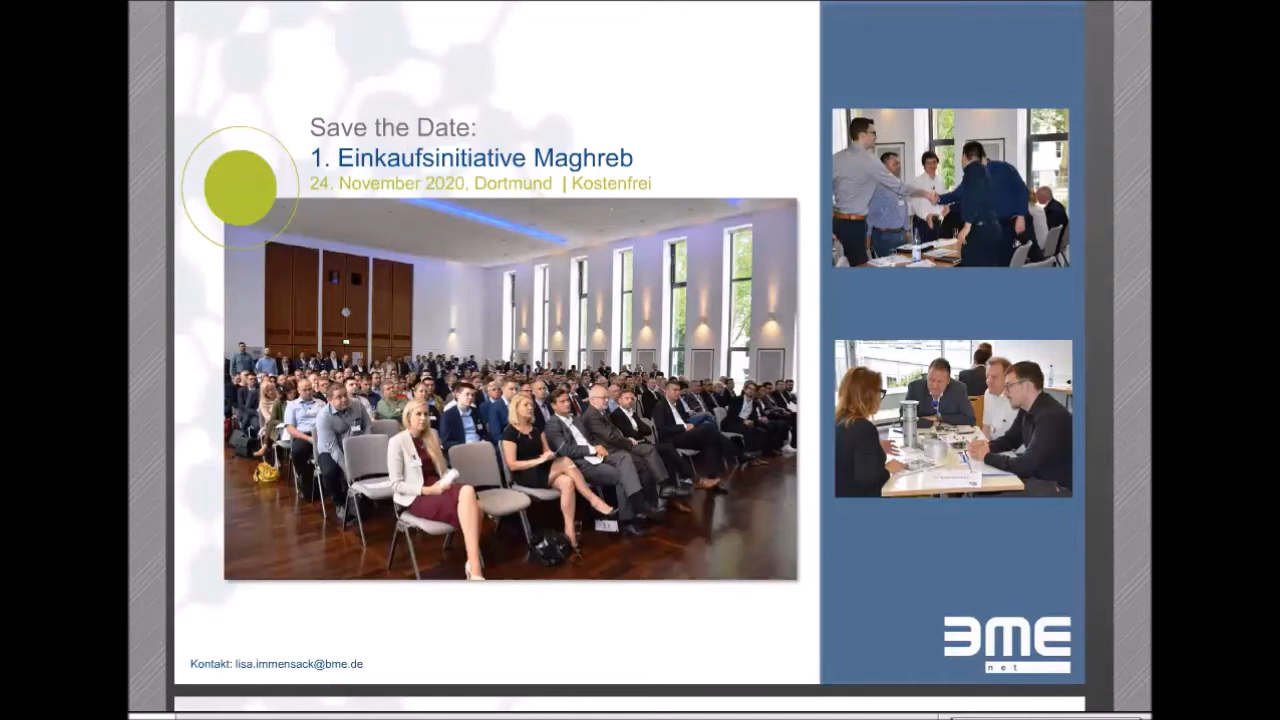 Save the Date:
1. Einkaufsinitiative Maghreb
24. November 2020, Dortmund | Kostenfrei
Kontakt: lisa.immensack@bme.de
BME
net